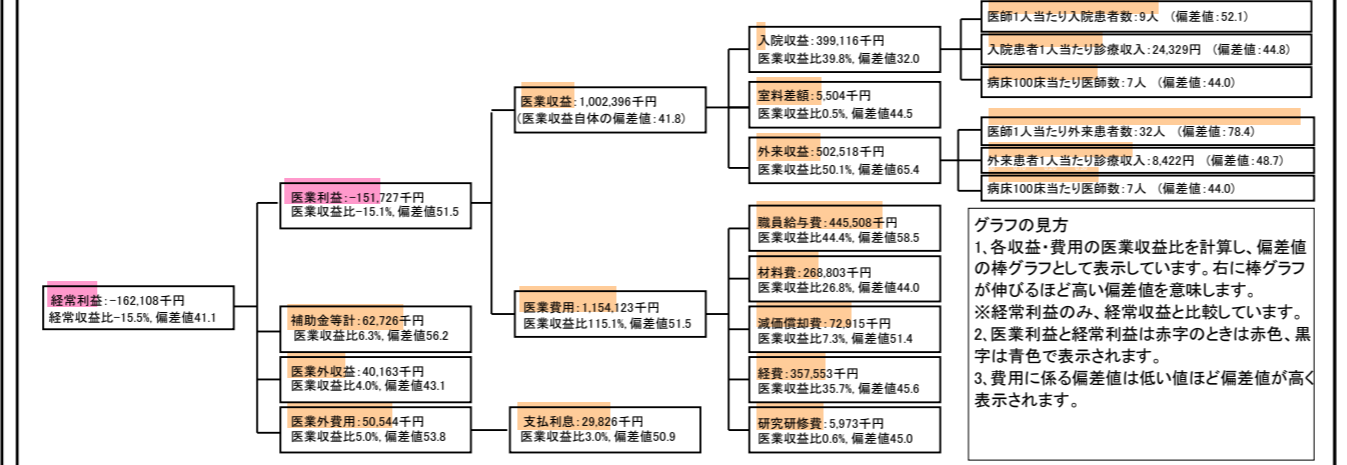 医師1人当たり入院患者数:9人 (偏差値:52.1)
入院収益:399,116千円
医業収益比39.8%, 偏差値32.0
入院患者1人当たり診療収入:24,329円 (偏差値:44.8)
病床100床当たり医師数:7人 (偏差値:44.0)
医業収益:1,002,396千円
(医業収益自体の偏差値:41.8)
室料差額:5,504千円
医業収益比0.5%, 偏差値44.5
医師1人当たり外来患者数:32人 (偏差値:78.4)
外来収益:502,518千円
医業収益比50.1%, 偏差値65.4
外来患者1人当たり診療収入:8,422円 (偏差値:48.7)
病床100床当たり医師数:7人 (偏差値:44.0)
医業利益:-151,727千円
医業収益比-15.1%, 偏差値51.5
職員給与費:445,508千円
医業収益比44.4%, 偏差値58.5
材料費:268,803千円
医業収益比26.8%, 偏差値44.0
経常利益:-162,108千円
経常収益比-15.5%, 偏差値41.1
医業費用:1,154,123千円
医業収益比115.1%, 偏差値51.5
補助金等計:62,726千円
医業収益比6.3%, 偏差値56.2
減価償却費:72,915千円
医業収益比7.3%, 偏差値51.4
医業外収益:40,163千円
医業収益比4.0%, 偏差値43.1
経費:357,553千円
医業収益比35.7%, 偏差値45.6
医業外費用:50,544千円
医業収益比5.0%, 偏差値53.8
支払利息:29,826千円
医業収益比3.0%, 偏差値50.9
研究研修費:5,973千円
医業収益比0.6%, 偏差値45.0
グラフの見方
1、各収益・費用の医業収益比を計算し、偏差値
の棒グラフとして表示しています。右に棒グラフ
が伸びるほど高い偏差値を意味します。
※経常利益のみ、経常収益と比較しています。
2、医業利益と経常利益は赤字のときは赤色、黒
字は青色で表示されます。
3、費用に係る偏差値は低い値ほど偏差値が高く
表示されます。